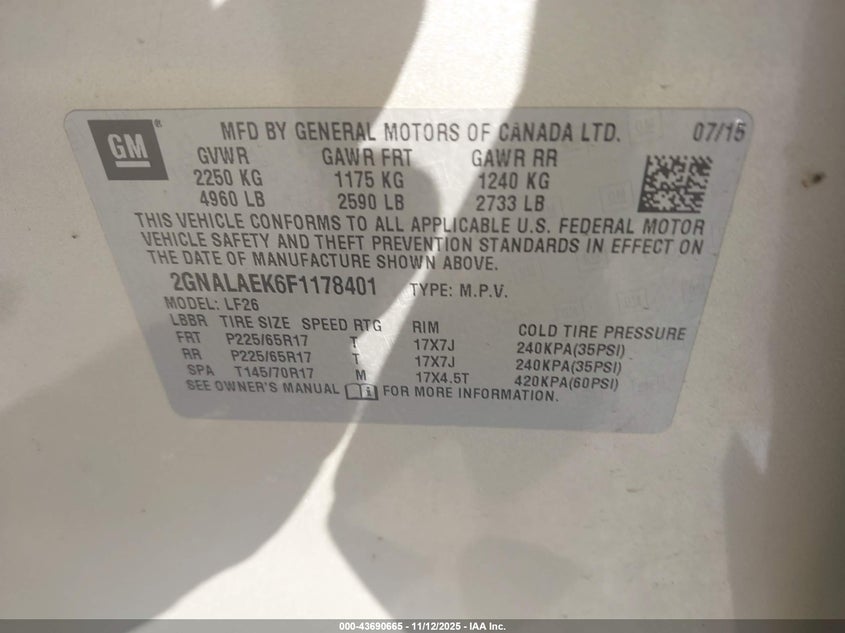 GM ®
MFD BY GENERAL MOTORS OF CANADA LTD. 07/15
GVWR GAWR FRT GAWR RR
2250 KG 1175 KG 1240 KG
4960 LB 2590 LB 2733 LB
THIS VEHICLE CONFORMS TO ALL APPLICABLE U.S. FEDERAL MOTOR
VEHICLE SAFETY AND THEFT PREVENTION STANDARDS IN EFFECT ON
THE DATE OF MANUFACTURE SHOWN ABOVE.
2GNALAEK6F1178401 TYPE: M.P.V.
MODEL: LF26
LBBR TIRE SIZE SPEED RTG RIM COLD TIRE PRESSURE
FRT P225/65R17 T 17X7J 240KPA(35PSI)
RR P225/65R17 T 17X7J 240KPA(35PSI)
SPA T145/70R17 M 17X4.5T 420KPA(60PSI)
SEE OWNER'S MANUAL i FOR MORE INFORMATION.
000-43690665 - 11/12/2025 - IAA Inc.